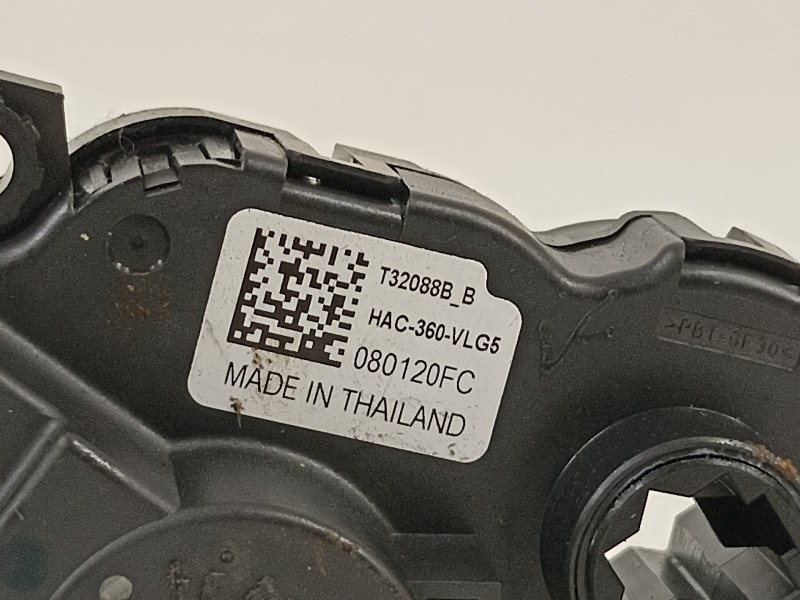 T32088B_B
HAC-360-VLG5
080120FC
MADE IN THAILAND